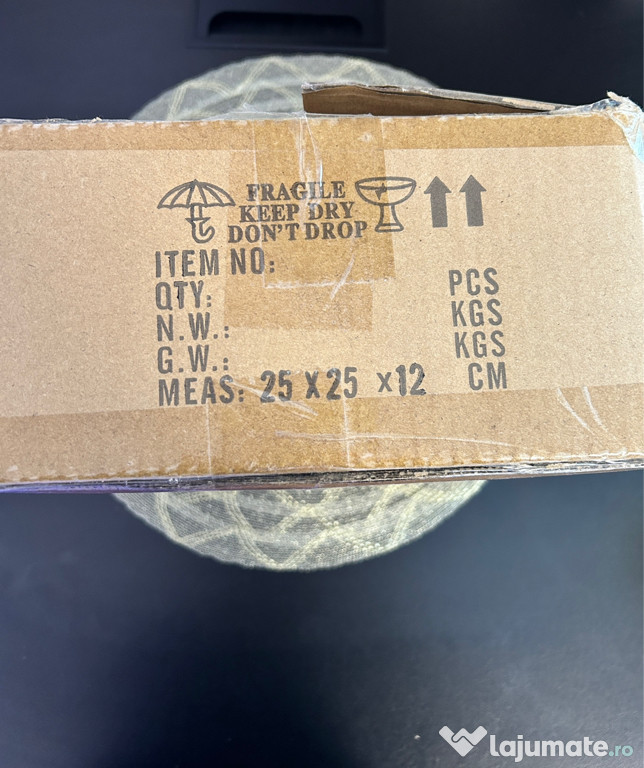 FRAGILE
KEEP DRY
DON'T DROP
ITEM NO:
QTY: PCS
N.W.: KGS
G.W.: KGS
MEAS: 25 X 25 x12 CM
lajumate.ro